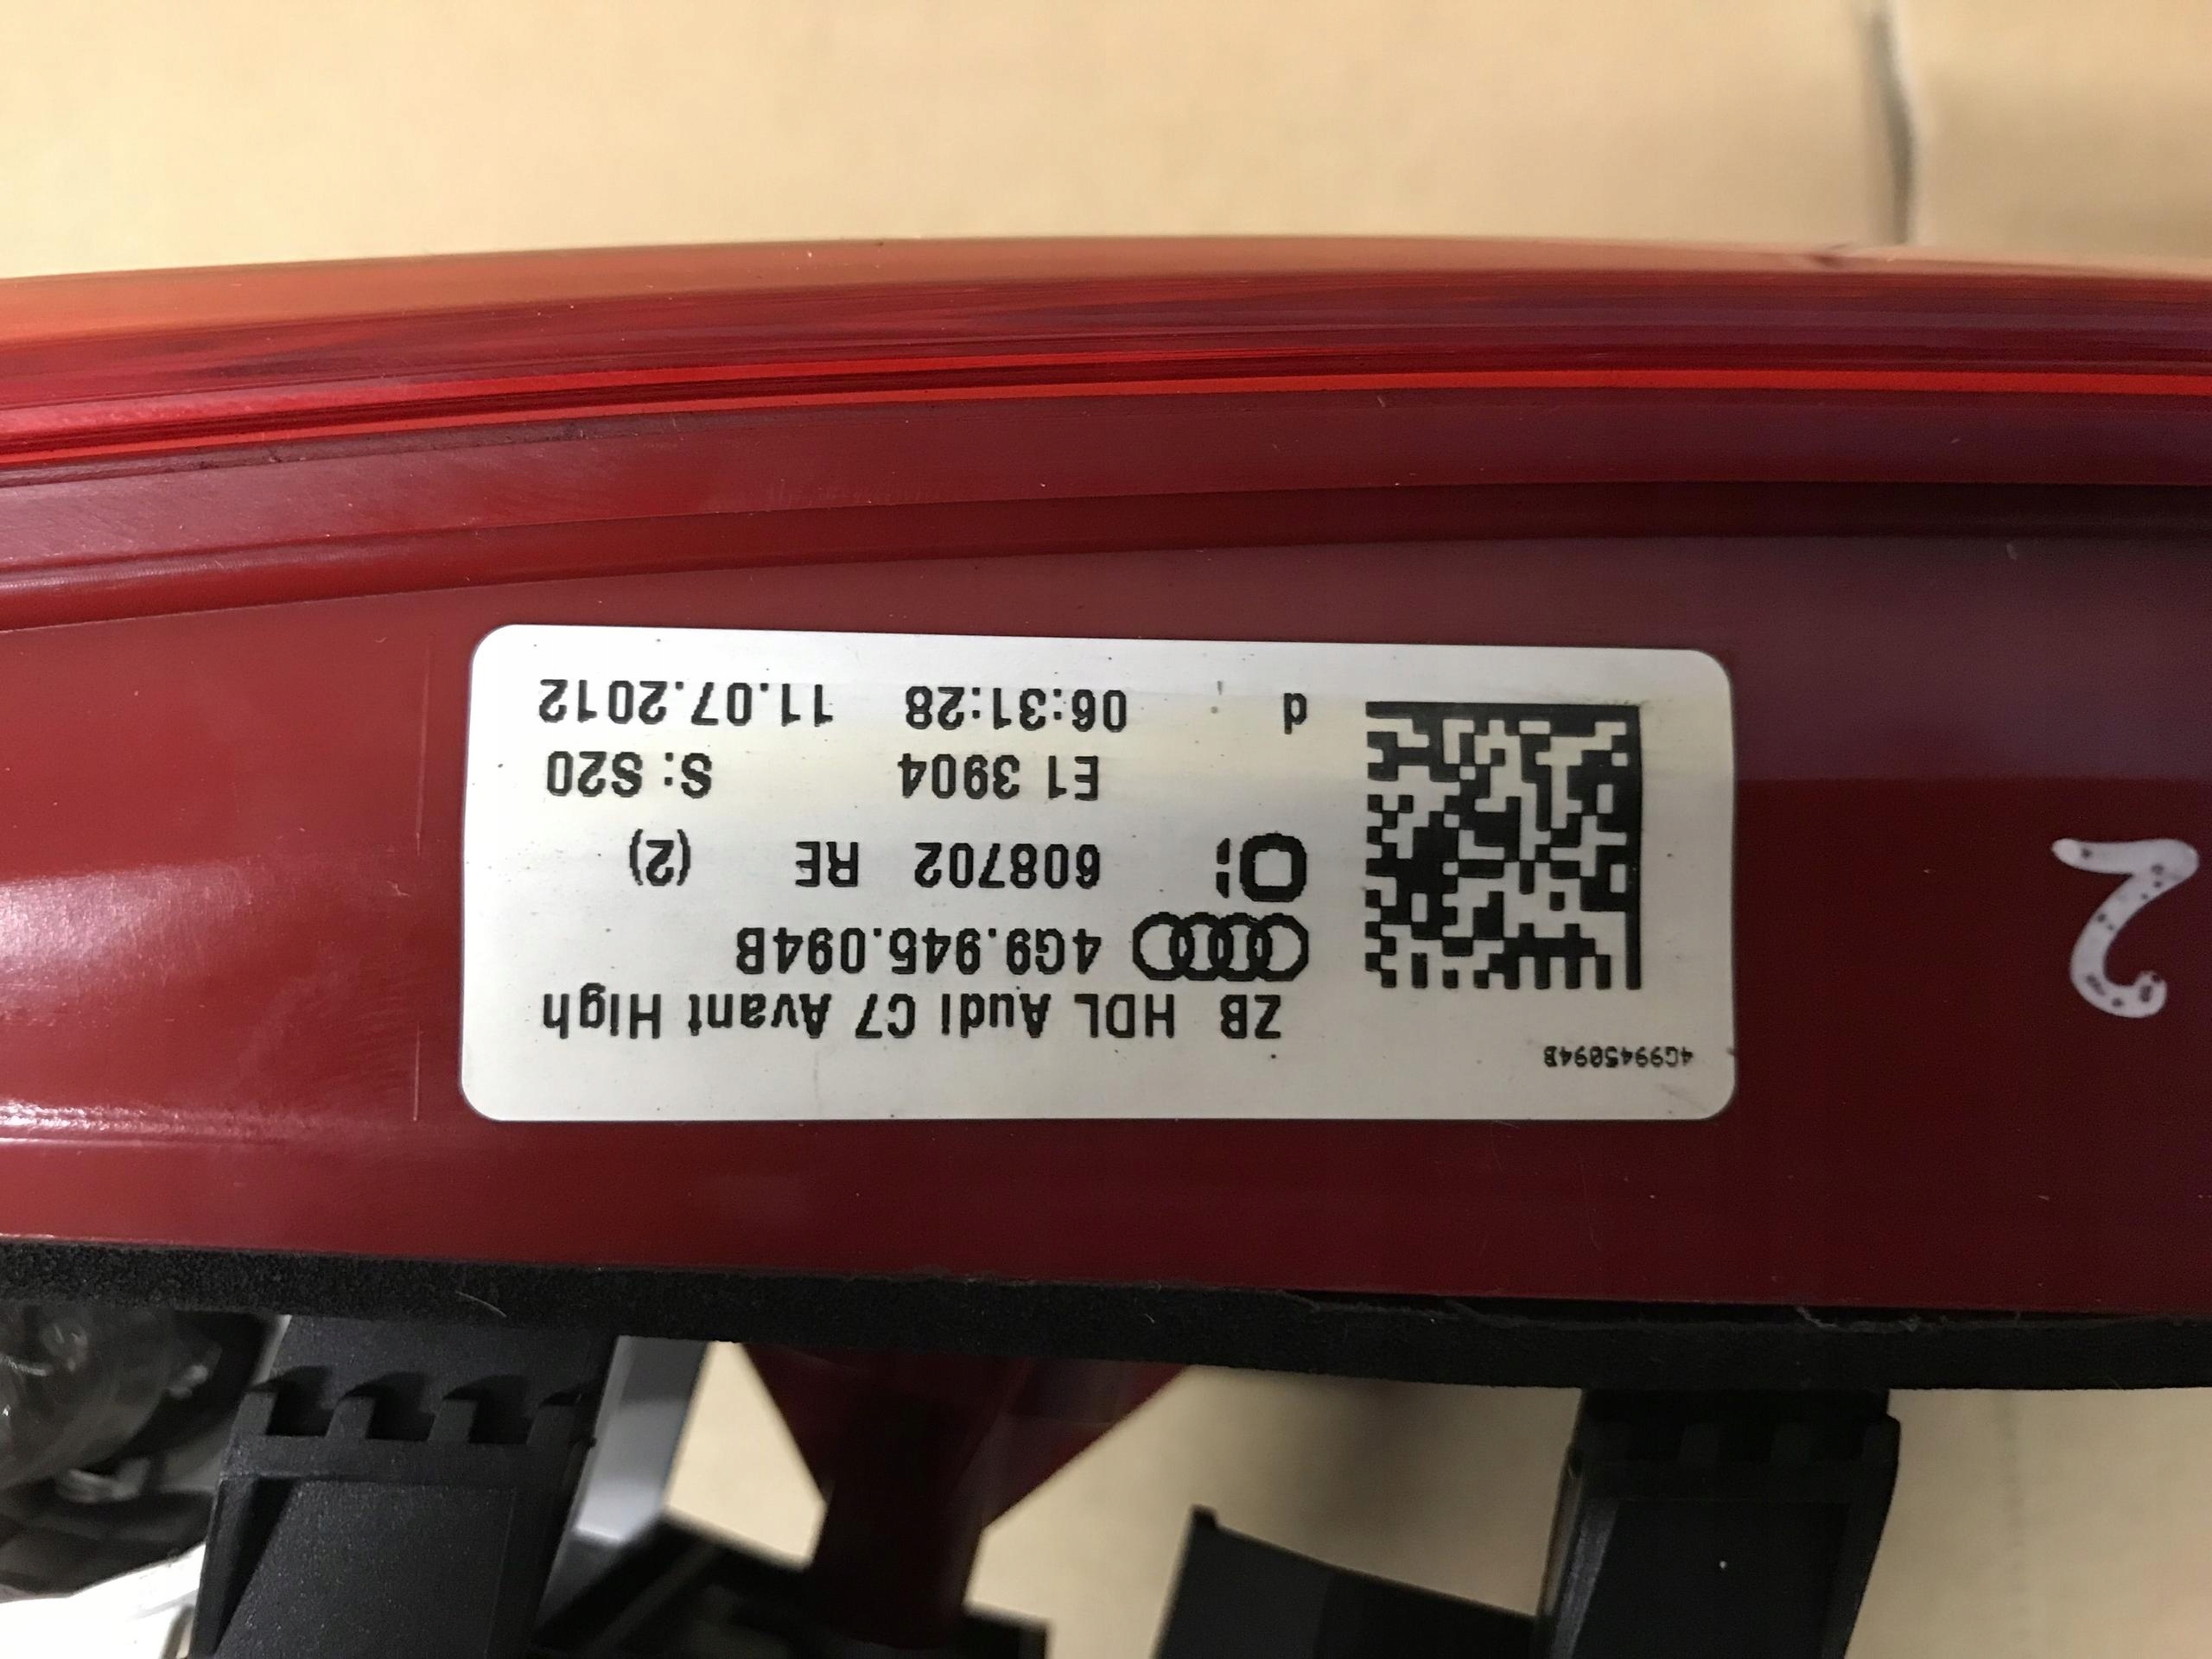 4G9945094B
ZB HDL Audi C7 Avant High
4G9.945.094B
608702 RE (2)
E1 3904 S: S20
d 06:31:28 11.07.2012
2